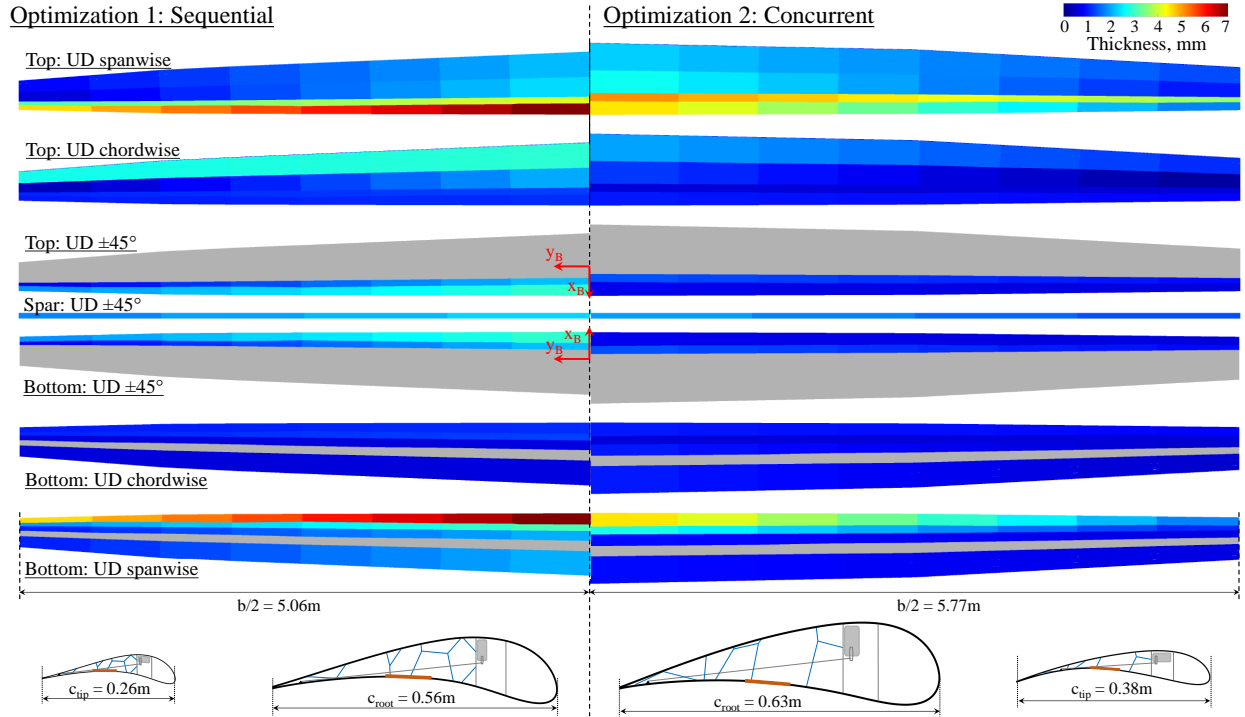 Optimization 1: Sequential
Optimization 2: Concurrent
0 1 2 3 4 5 6 7
Thickness, mm
Top: UD spanwise
Top: UD chordwise
Top: UD ±45°
y_B
x_B
Spar: UD ±45°
x_B
y_B
Bottom: UD ±45°
Bottom: UD chordwise
Bottom: UD spanwise
b/2 = 5.06m
b/2 = 5.77m
c_tip = 0.26m
c_root = 0.56m
c_root = 0.63m
c_tip = 0.38m